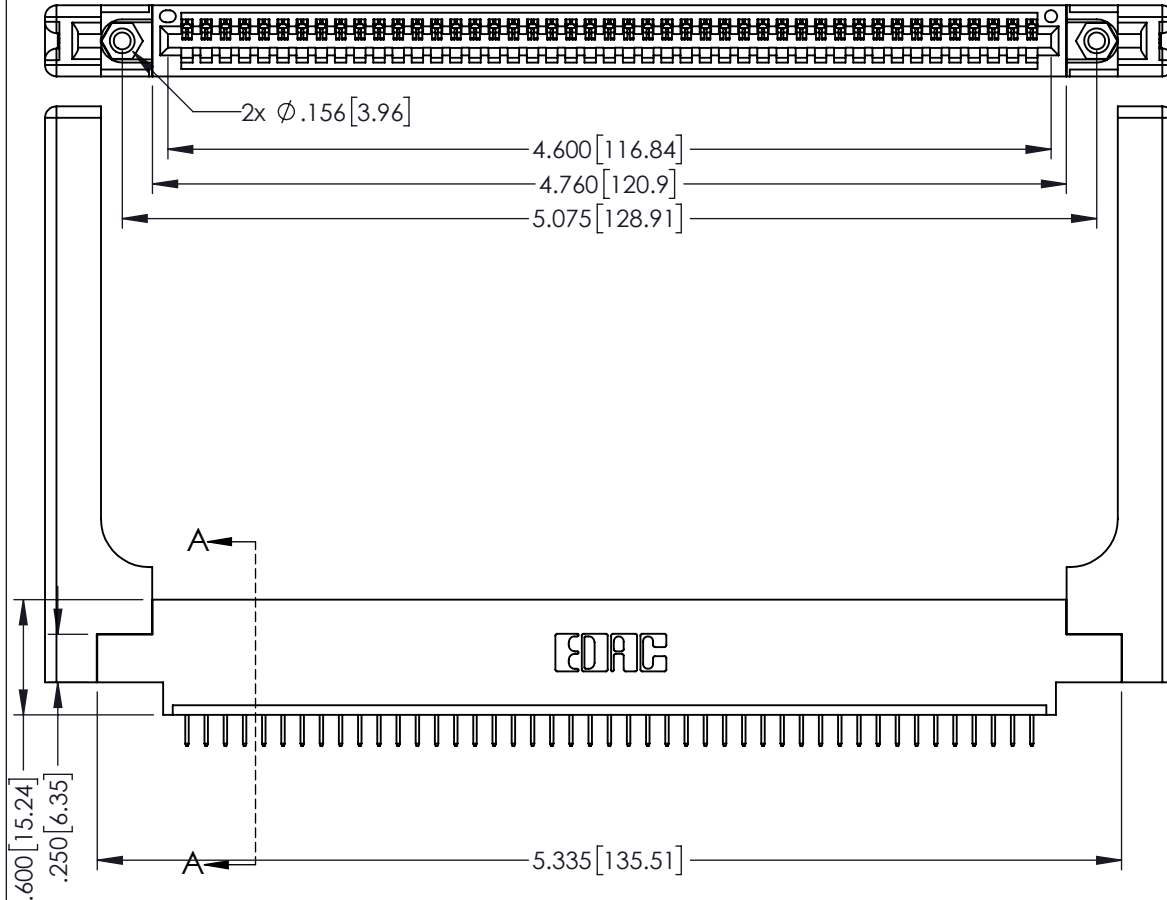 2x Ø .156[3.96]
4.600[116.84]
4.760[120.9]
5.075[128.91]
A
EDAC
.600[15.24]
.250[6.35]
A
5.335[135.51]